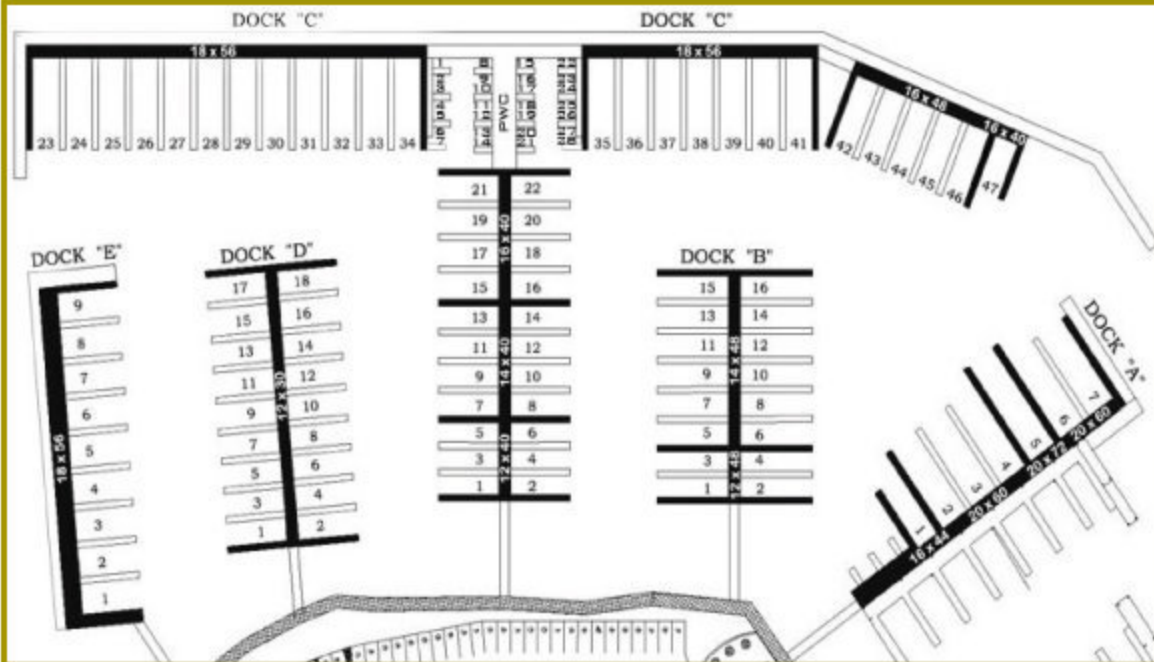 DOCK "C"
DOCK "C"
18 x 56
18 x 56
16 x 48
16 x 40
PWC
23 24 25 26 27 28 29 30 31 32 33 34
35 36 37 38 39 40 41
42 43 44 45 46 47
21 22
19 20
17 18
15 16
13 14
11 12
9 10
7 8
5 6
3 4
1 2
16 x 40
14 x 40
12 x 40
DOCK "E"
9
8
7
6
5
4
3
2
1
18 x 56
DOCK "D"
17 18
15 16
13 14
11 12
9 10
7 8
5 6
3 4
1 2
12 x 30
DOCK "B"
15 16
13 14
11 12
9 10
7 8
5 6
3 4
1 2
14 x 48
12 x 48
DOCK "A"
7
6
5
4
3
2
1
20 x 60
20 x 72
20 x 60
16 x 44